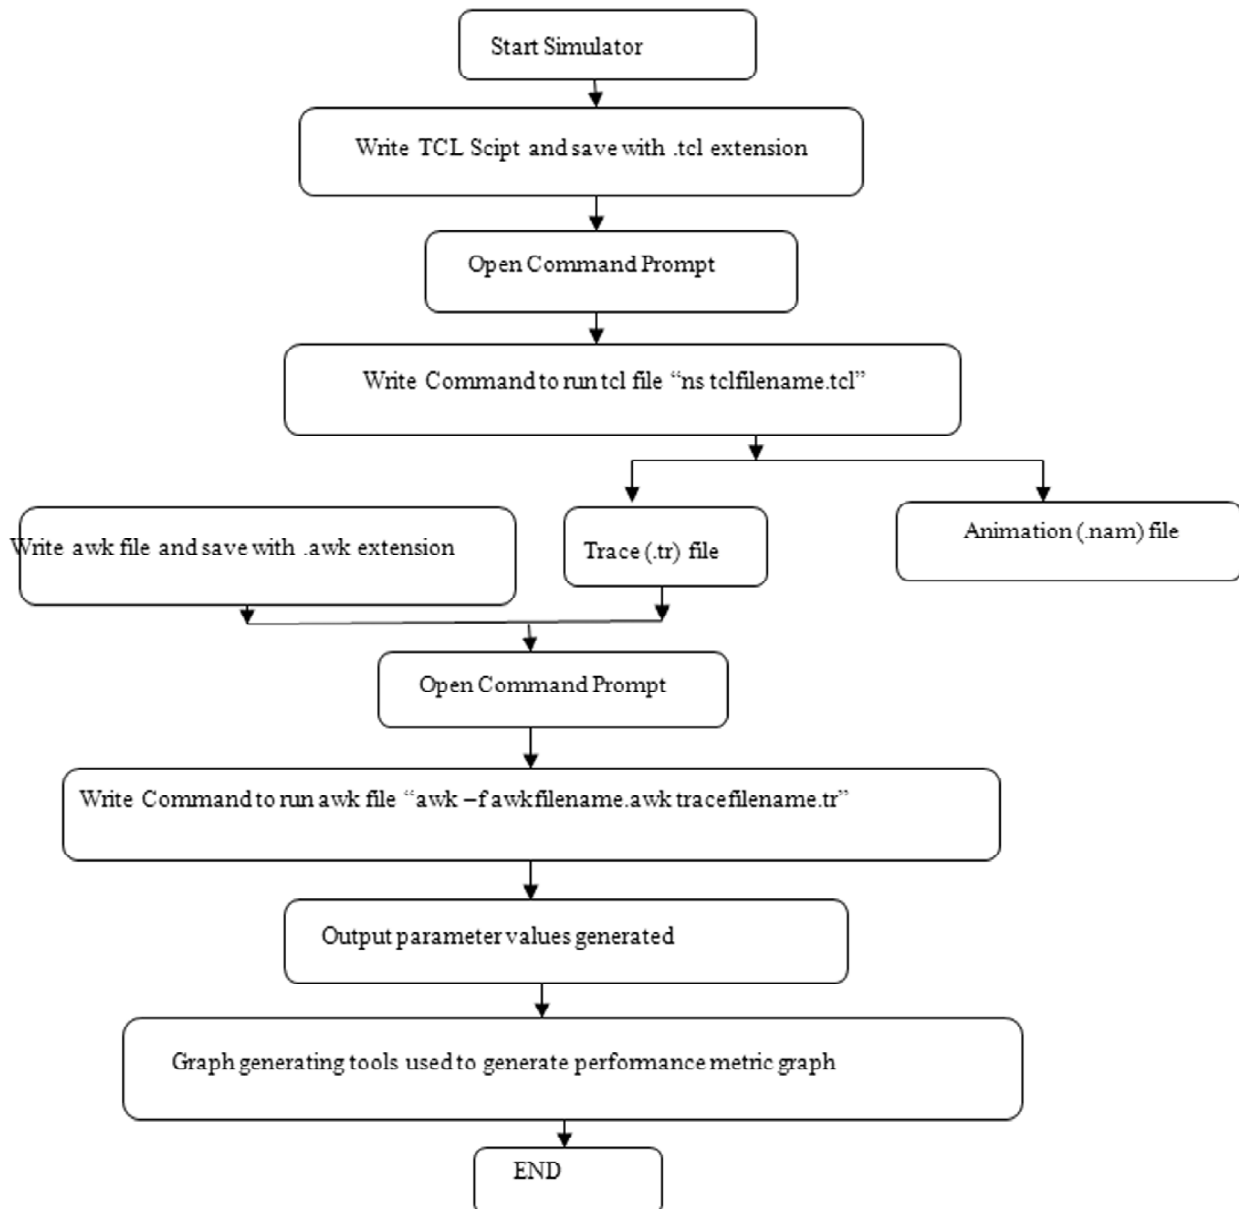 Start Simulator
Write TCL Scipt and save with .tcl extension
Open Command Prompt
Write Command to run tcl file “ns tclfilename.tcl”
Write awk file and save with .awk extension
Trace (.tr) file
Animation (.nam) file
Open Command Prompt
Write Command to run awk file “awk –f awkfilename.awk tracefilename.tr”
Output parameter values generated
Graph generating tools used to generate performance metric graph
END